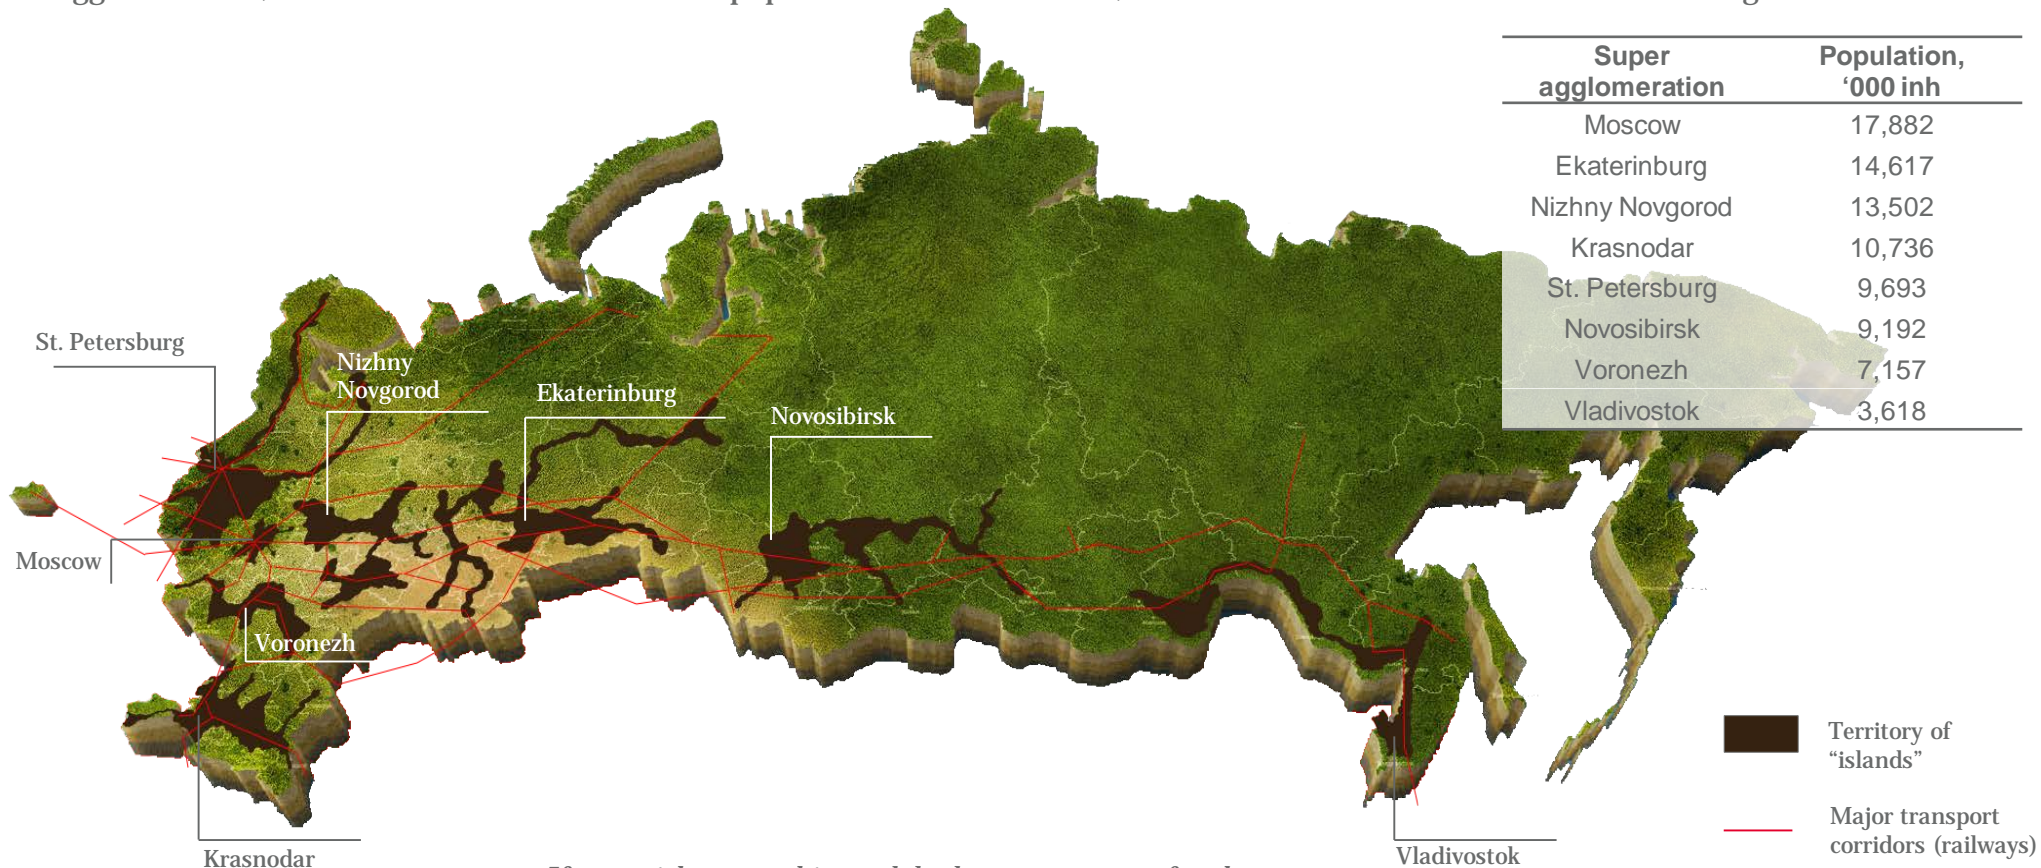 Super
agglomeration
Population,
‘000 inh
Moscow 17,882
Ekaterinburg 14,617
Nizhny Novgorod 13,502
Krasnodar 10,736
St. Petersburg 9,693
Novosibirsk 9,192
Voronezh 7,157
Vladivostok 3,618
St. Petersburg
Nizhny
Novgorod
Ekaterinburg
Novosibirsk
Moscow
Voronezh
Krasnodar
Vladivostok
Territory of
“islands”
Major transport
corridors (railways)